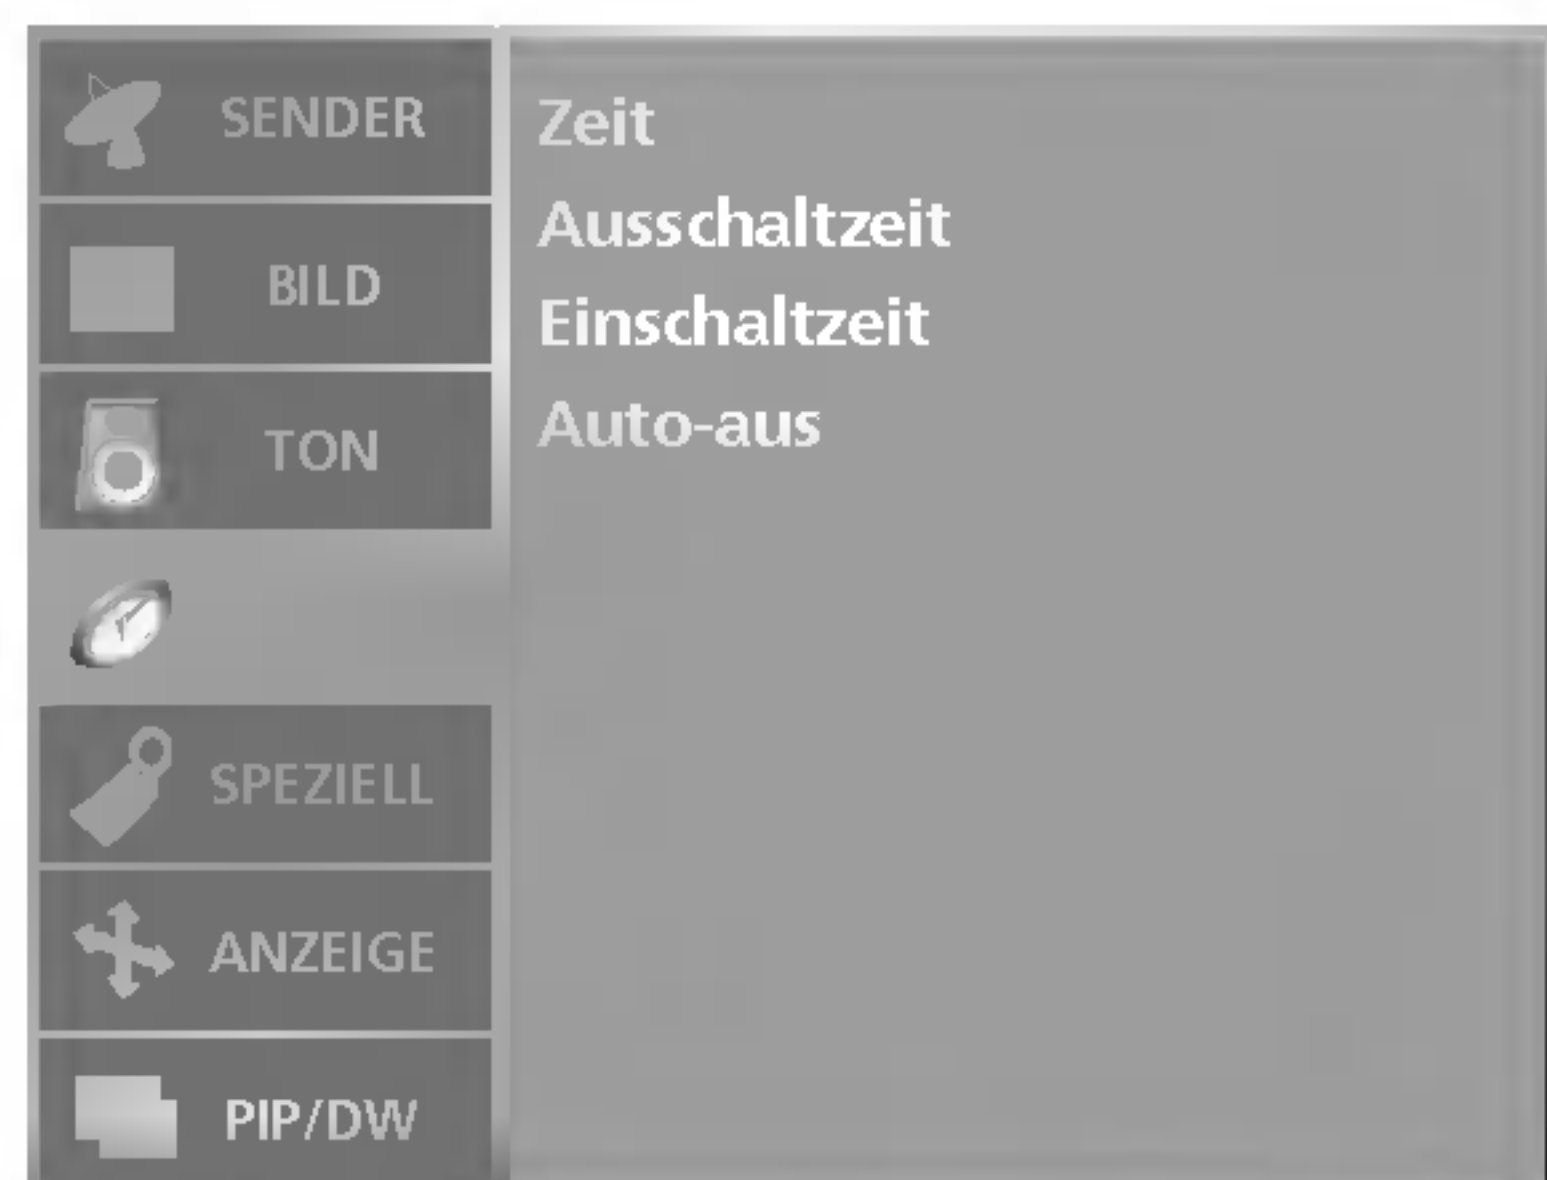 SENDER
BILD
TON
SPEZIELL
ANZEIGE
PIP/DW
Zeit
Ausschaltzeit
Einschaltzeit
Auto-aus